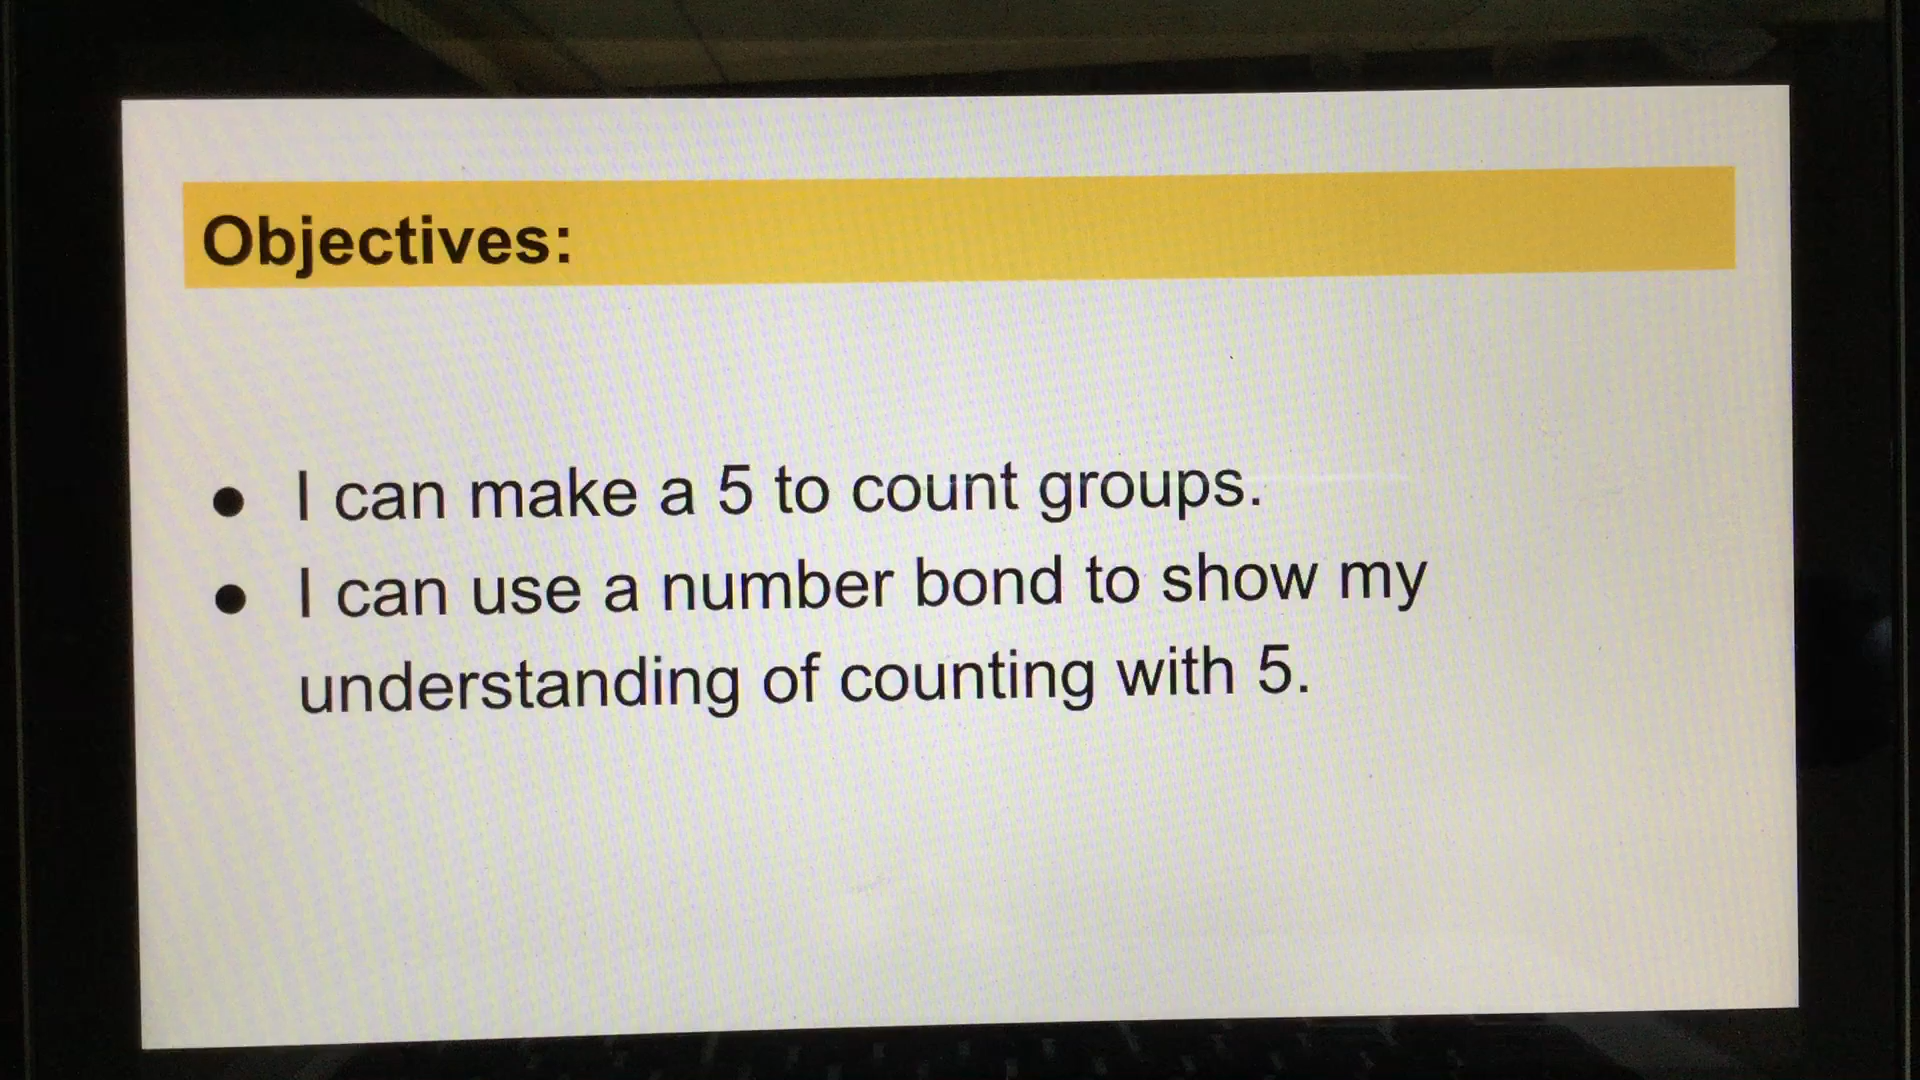 Objectives:
● I can make a 5 to count groups.
● I can use a number bond to show my
understanding of counting with 5.